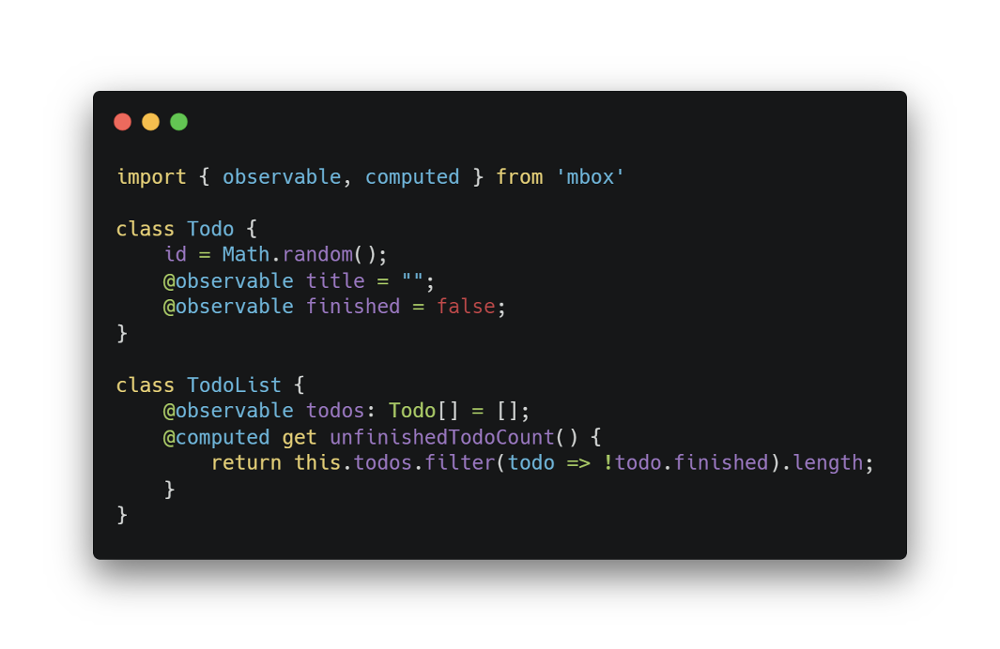 import { observable, computed } from 'mbox'

class Todo {
    id = Math.random();
    @observable title = "";
    @observable finished = false;
}

class TodoList {
    @observable todos: Todo[] = [];
    @computed get unfinishedTodoCount() {
        return this.todos.filter(todo => !todo.finished).length;
    }
}